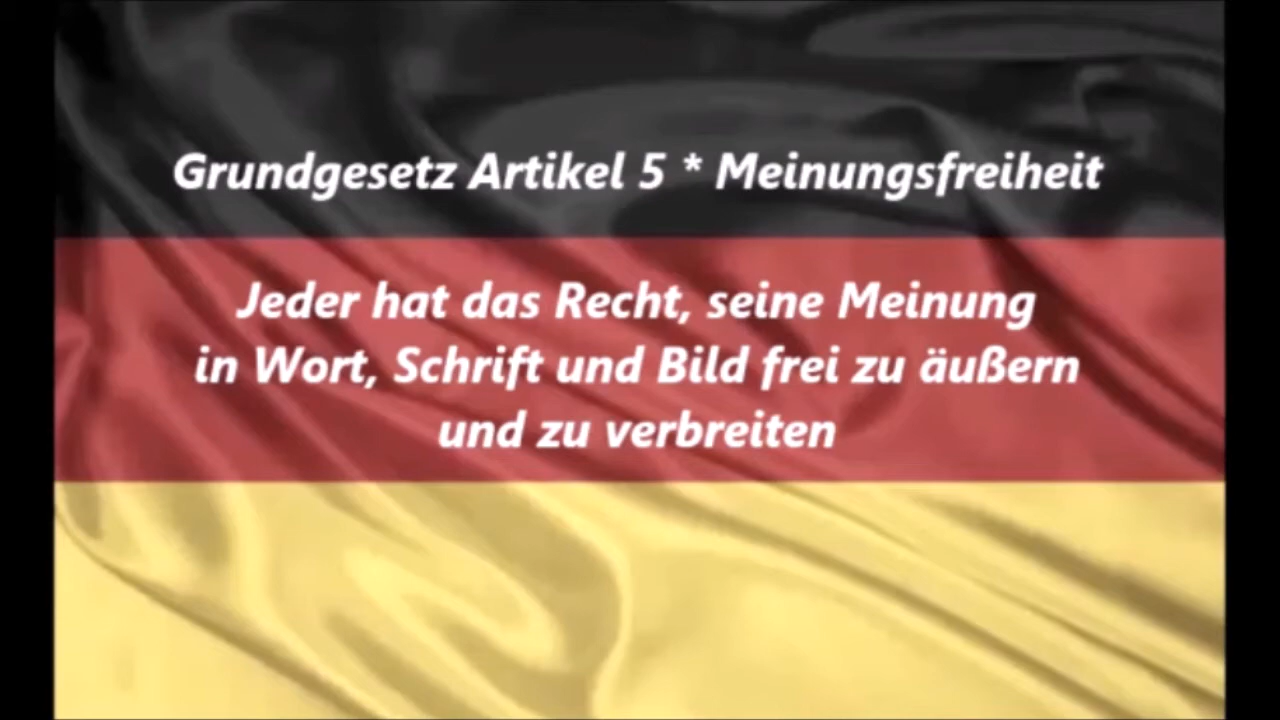 Grundgesetz Artikel 5 * Meinungsfreiheit
Jeder hat das Recht, seine Meinung
in Wort, Schrift und Bild frei zu äußern
und zu verbreiten